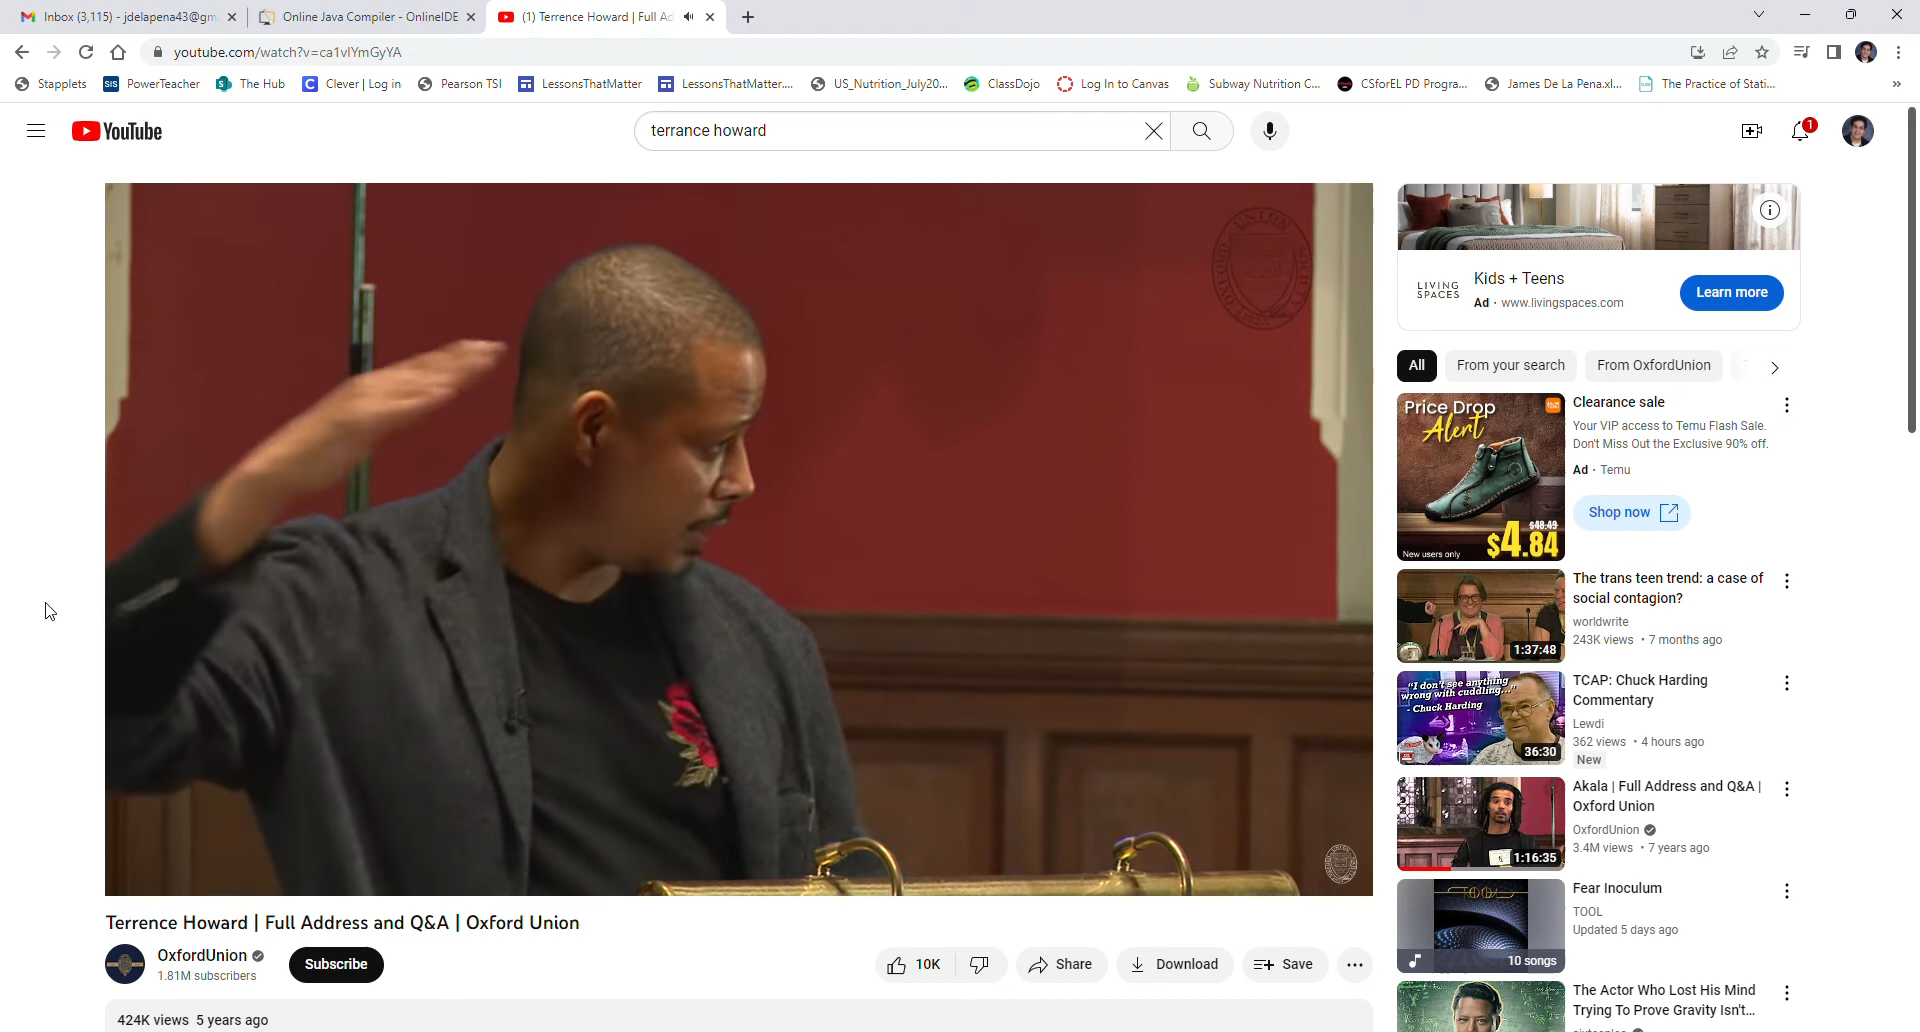 Inbox (3,115) - jdelapena43@gm
Online Java Compiler - OnlineIDE
(1) Terrence Howard | Full Ad
youtube.com/watch?v=ca1vlYmGyYA
Stapplets
PowerTeacher
The Hub
Clever | Log in
Pearson TSI
LessonsThatMatter
LessonsThatMatter....
US_Nutrition_July20...
ClassDojo
Log In to Canvas
Subway Nutrition C...
CSforEL PD Progra...
James De La Pena.xl...
The Practice of Stati...
YouTube
terrance howard
1
LIVING SPACES
Kids + Teens
Ad · www.livingspaces.com
Learn more
All
From your search
From OxfordUnion
Price Drop
Alert
$48.49
$4.84
New users only
Clearance sale
Your VIP access to Temu Flash Sale.
Don't Miss Out the Exclusive 90% off.
Ad · Temu
Shop now
1:37:48
The trans teen trend: a case of
social contagion?
worldwrite
243K views · 7 months ago
"I don't see anything
wrong with cuddling..."
- Chuck Harding
36:30
TCAP: Chuck Harding
Commentary
Lewdi
362 views · 4 hours ago
New
1:16:35
Akala | Full Address and Q&A |
Oxford Union
OxfordUnion
3.4M views · 7 years ago
TOOL
10 songs
Fear Inoculum
TOOL
Updated 5 days ago
The Actor Who Lost His Mind
Trying To Prove Gravity Isn't...
Terrence Howard | Full Address and Q&A | Oxford Union
OxfordUnion
1.81M subscribers
Subscribe
10K
Share
Download
Save
424K views 5 years ago